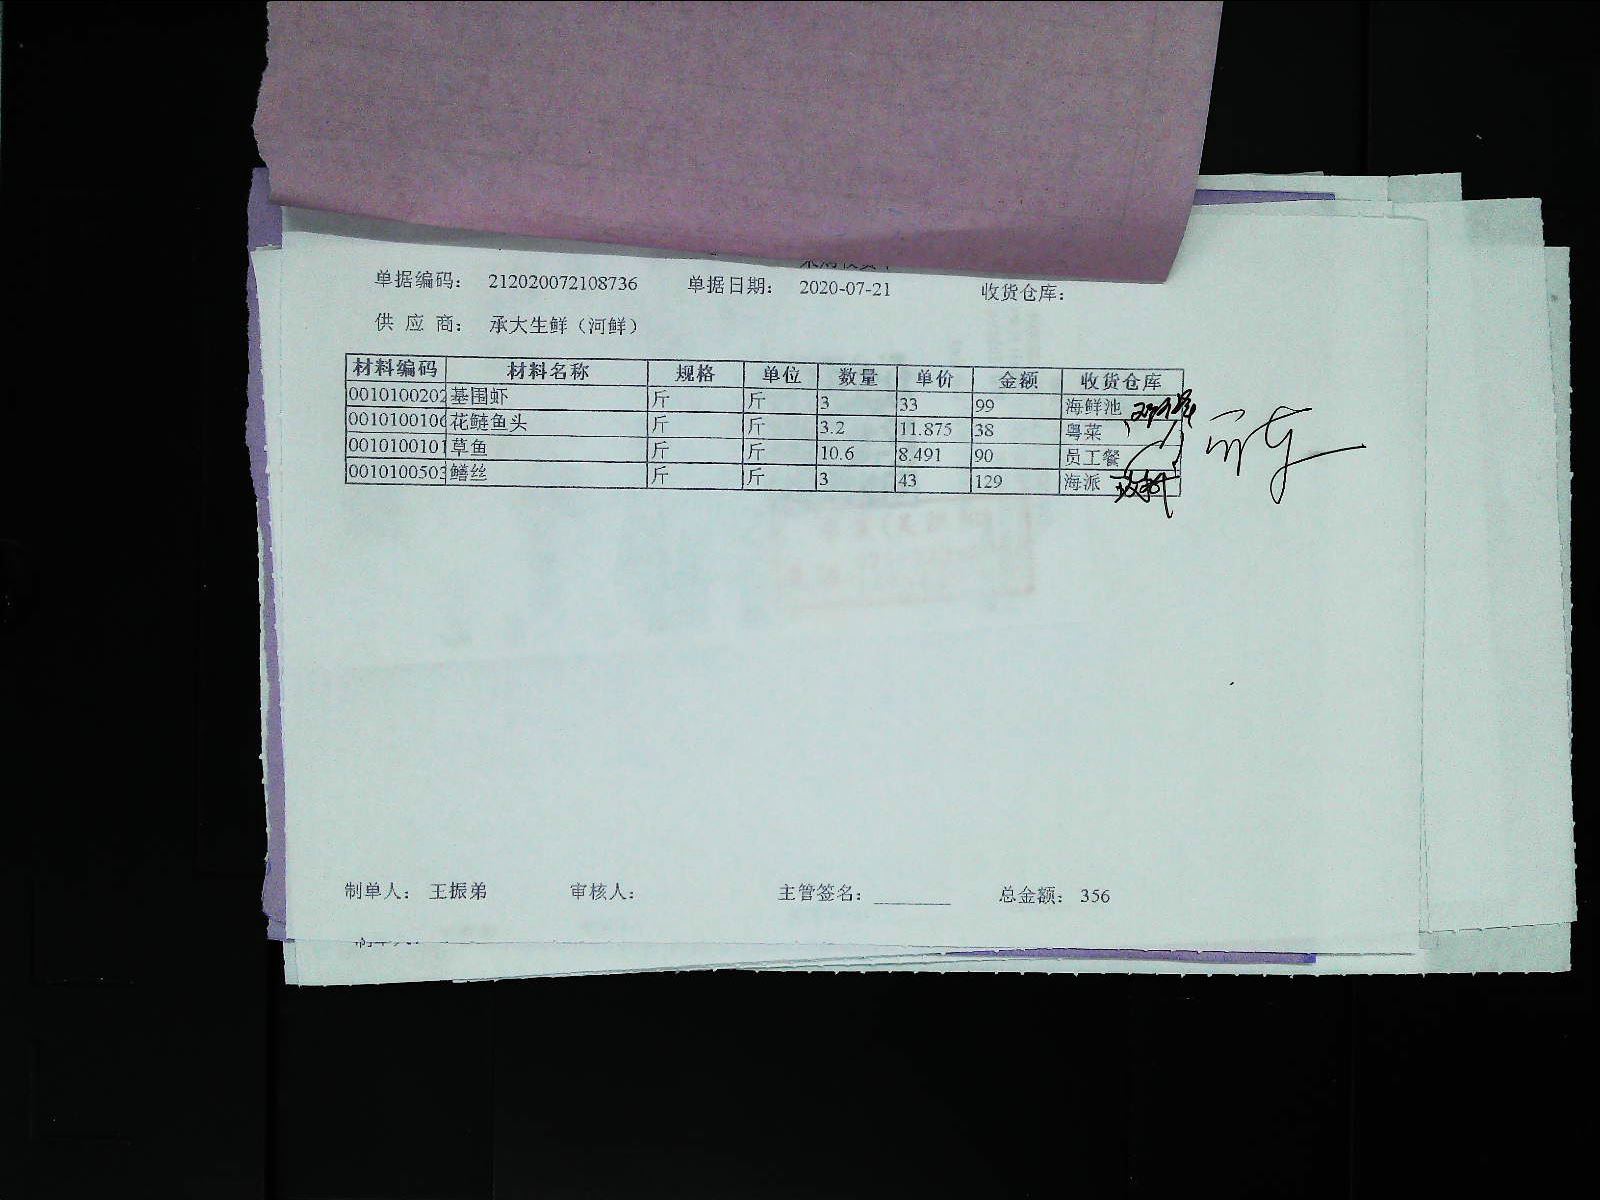 单据编码： 212020072108736 单据日期： 2020-07-21 收货仓库：
供 应 商： 承大生鲜（河鲜）
材料编码 材料名称 规格 单位 数量 单价 金额 收货仓库
0010100202 基围虾 斤 斤 3 33 99 海鲜池
0010100106 花鲢鱼头 斤 斤 3.2 11.875 38 粤菜
0010100101 草鱼 斤 斤 10.6 8.491 90 员工餐
0010100503 鳝丝 斤 斤 3 43 129 海派
制单人： 王振弟 审核人： 主管签名： 总金额： 356